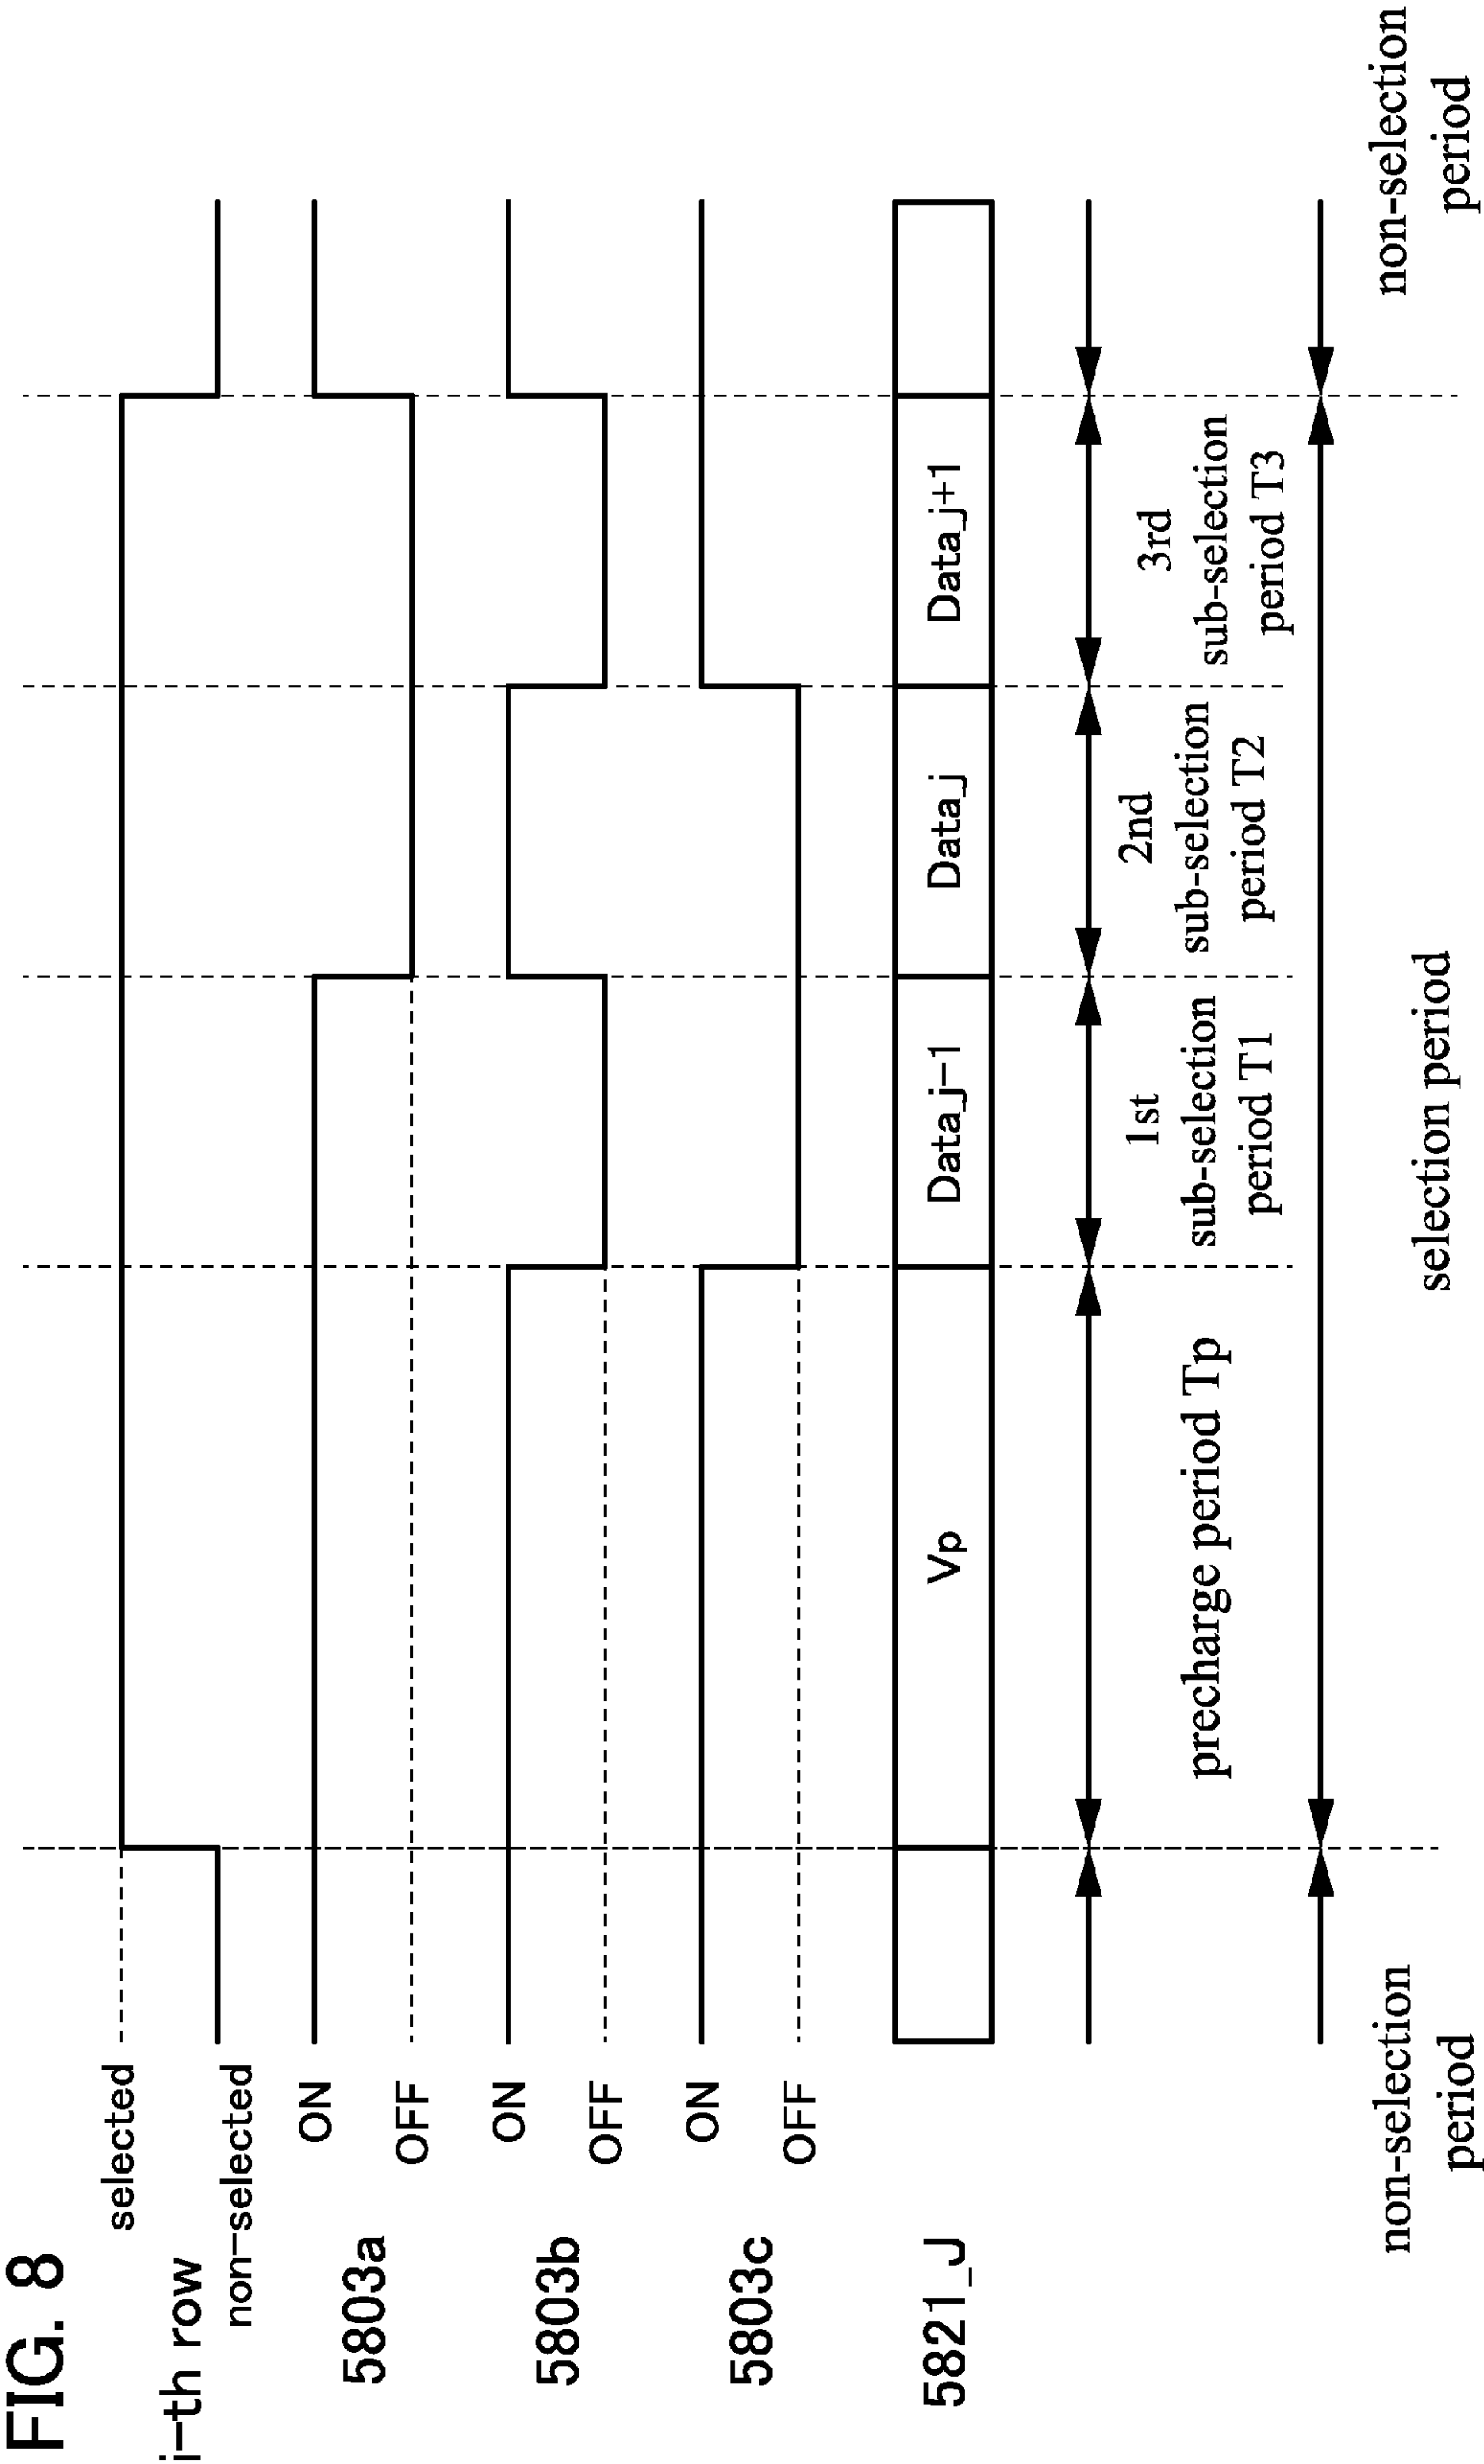 FIG. 8
selected
i-th row
non-selected
ON
5803a
OFF
ON
5803b
OFF
ON
5803c
OFF
5821_J
Vp
Data_j-1
Data_j
Data_j+1
precharge period Tp
1st
sub-selection
period T1
2nd
sub-selection
period T2
3rd
sub-selection
period T3
non-selection
period
selection period
non-selection
period